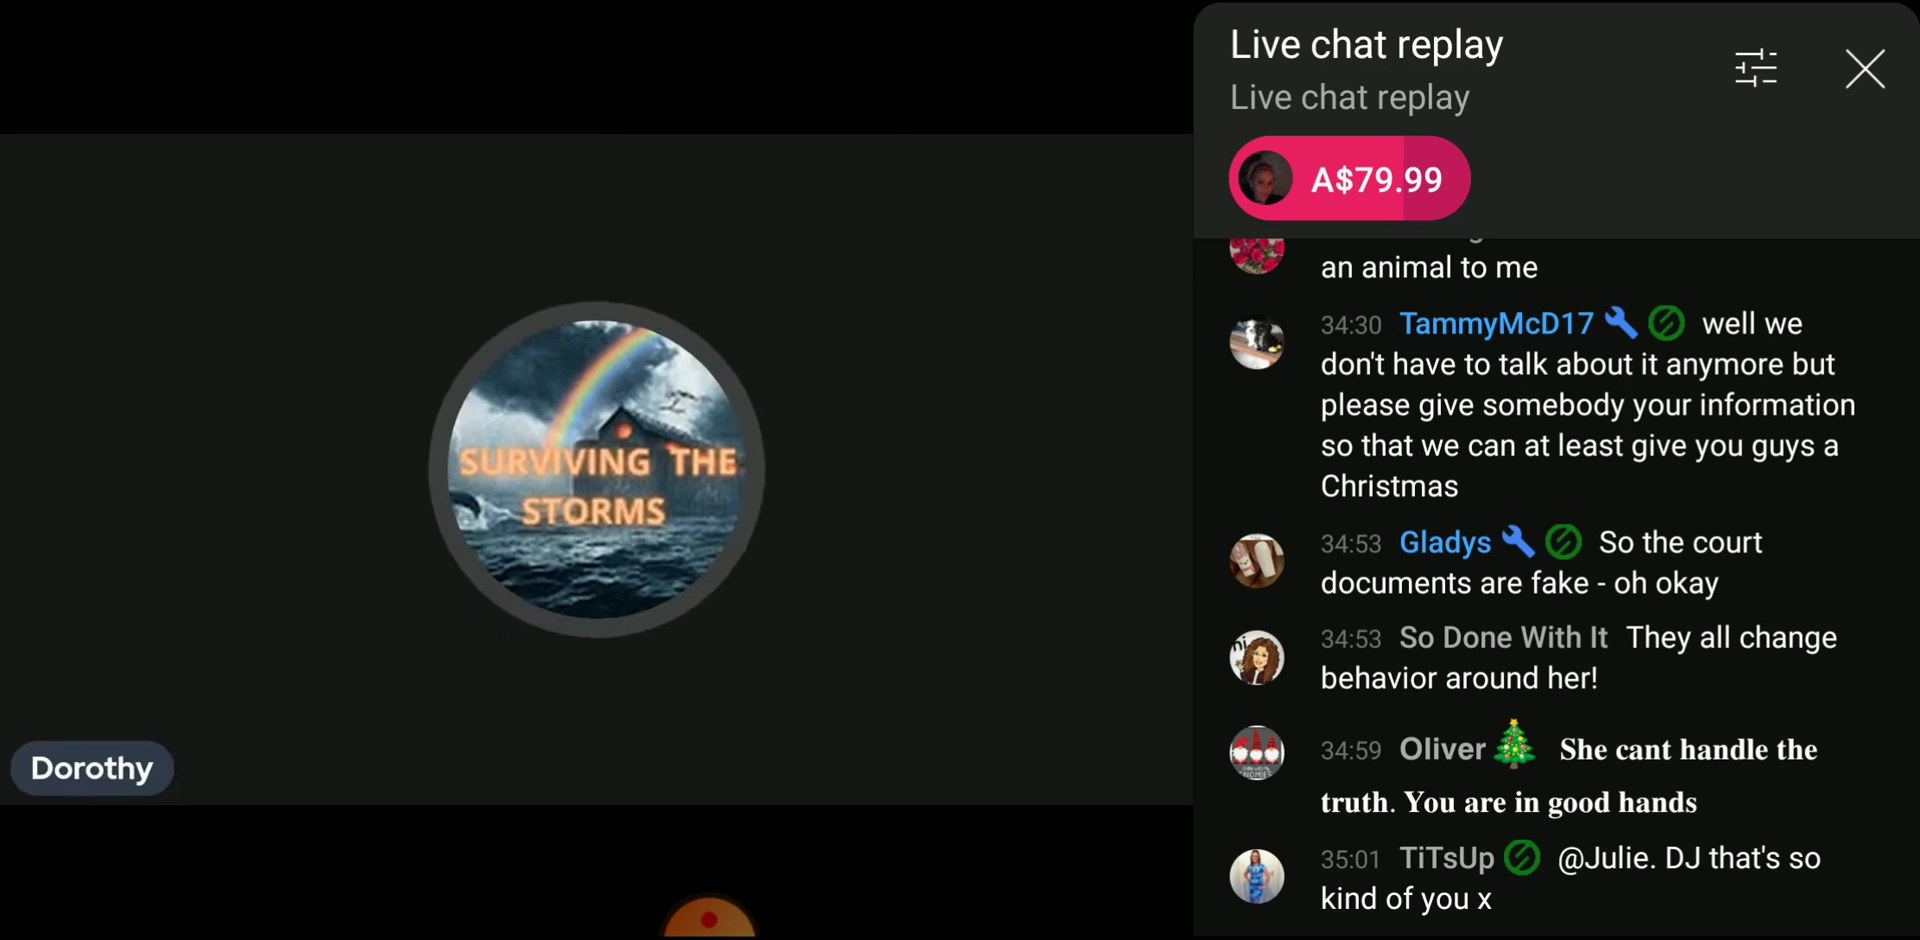 Live chat replay
Live chat replay
A$79.99
an animal to me
34:30 TammyMcD17 well we
don't have to talk about it anymore but
please give somebody your information
so that we can at least give you guys a
Christmas
34:53 Gladys So the court
documents are fake - oh okay
34:53 So Done With It They all change
behavior around her!
34:59 Oliver🎄 She cant handle the
truth. You are in good hands
35:01 TiTsUp @Julie. DJ that's so
kind of you x
SURVIVING THE
STORMS
Dorothy
hi
GNOMIES